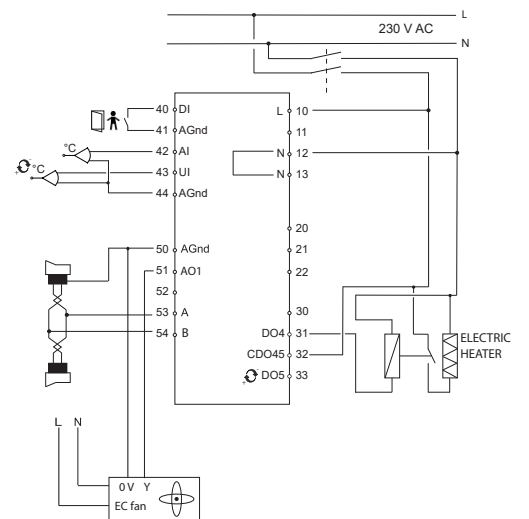 L
230 V AC
N
40 DI
41 AGnd
42 AI
43 UI
44 AGnd
°C
°C
+ -
L 10
11
N 12
N 13
20
21
22
30
50 AGnd
51 AO1
52
53 A
54 B
DO4 31
CDO45 32
+ - DO5 33
ELECTRIC
HEATER
L N
0 V Y
EC fan